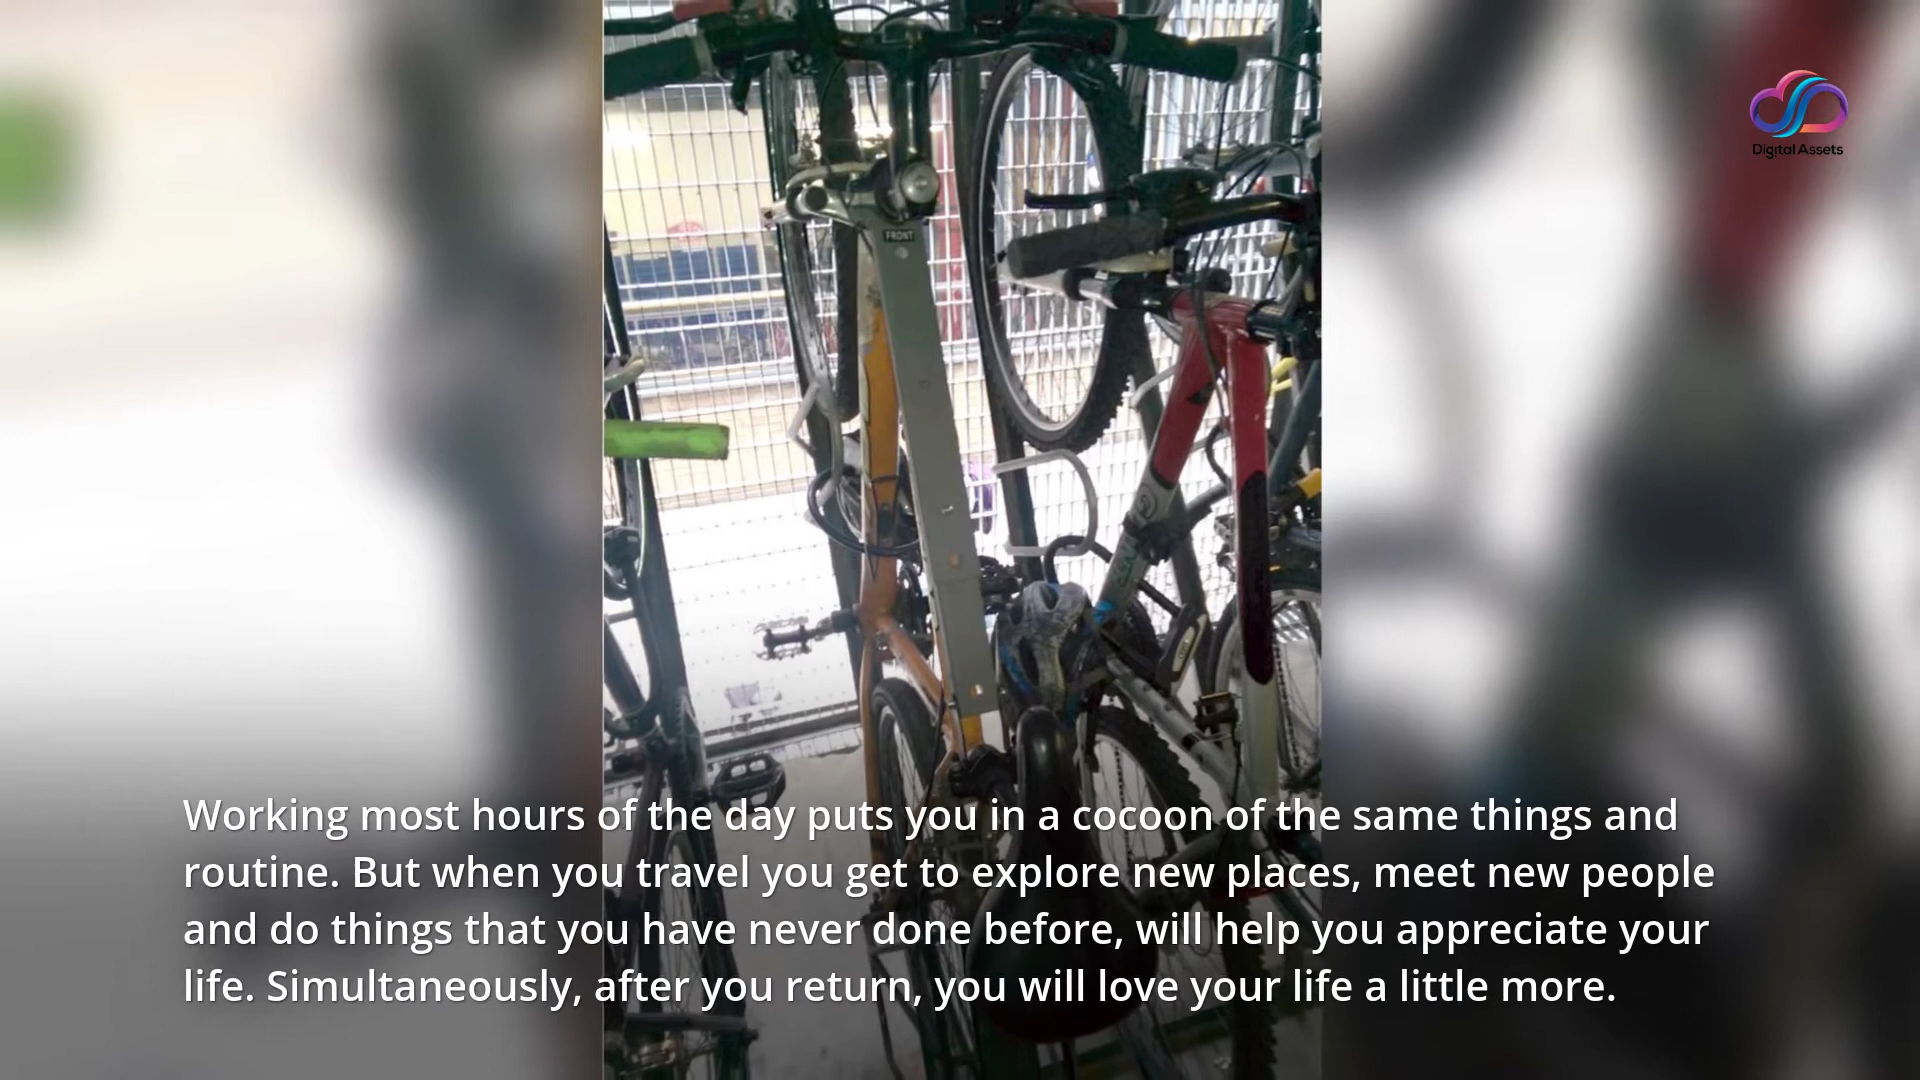 Digital Assets
FRONT
Working most hours of the day puts you in a cocoon of the same things and
routine. But when you travel you get to explore new places, meet new people
and do things that you have never done before, will help you appreciate your
life. Simultaneously, after you return, you will love your life a little more.